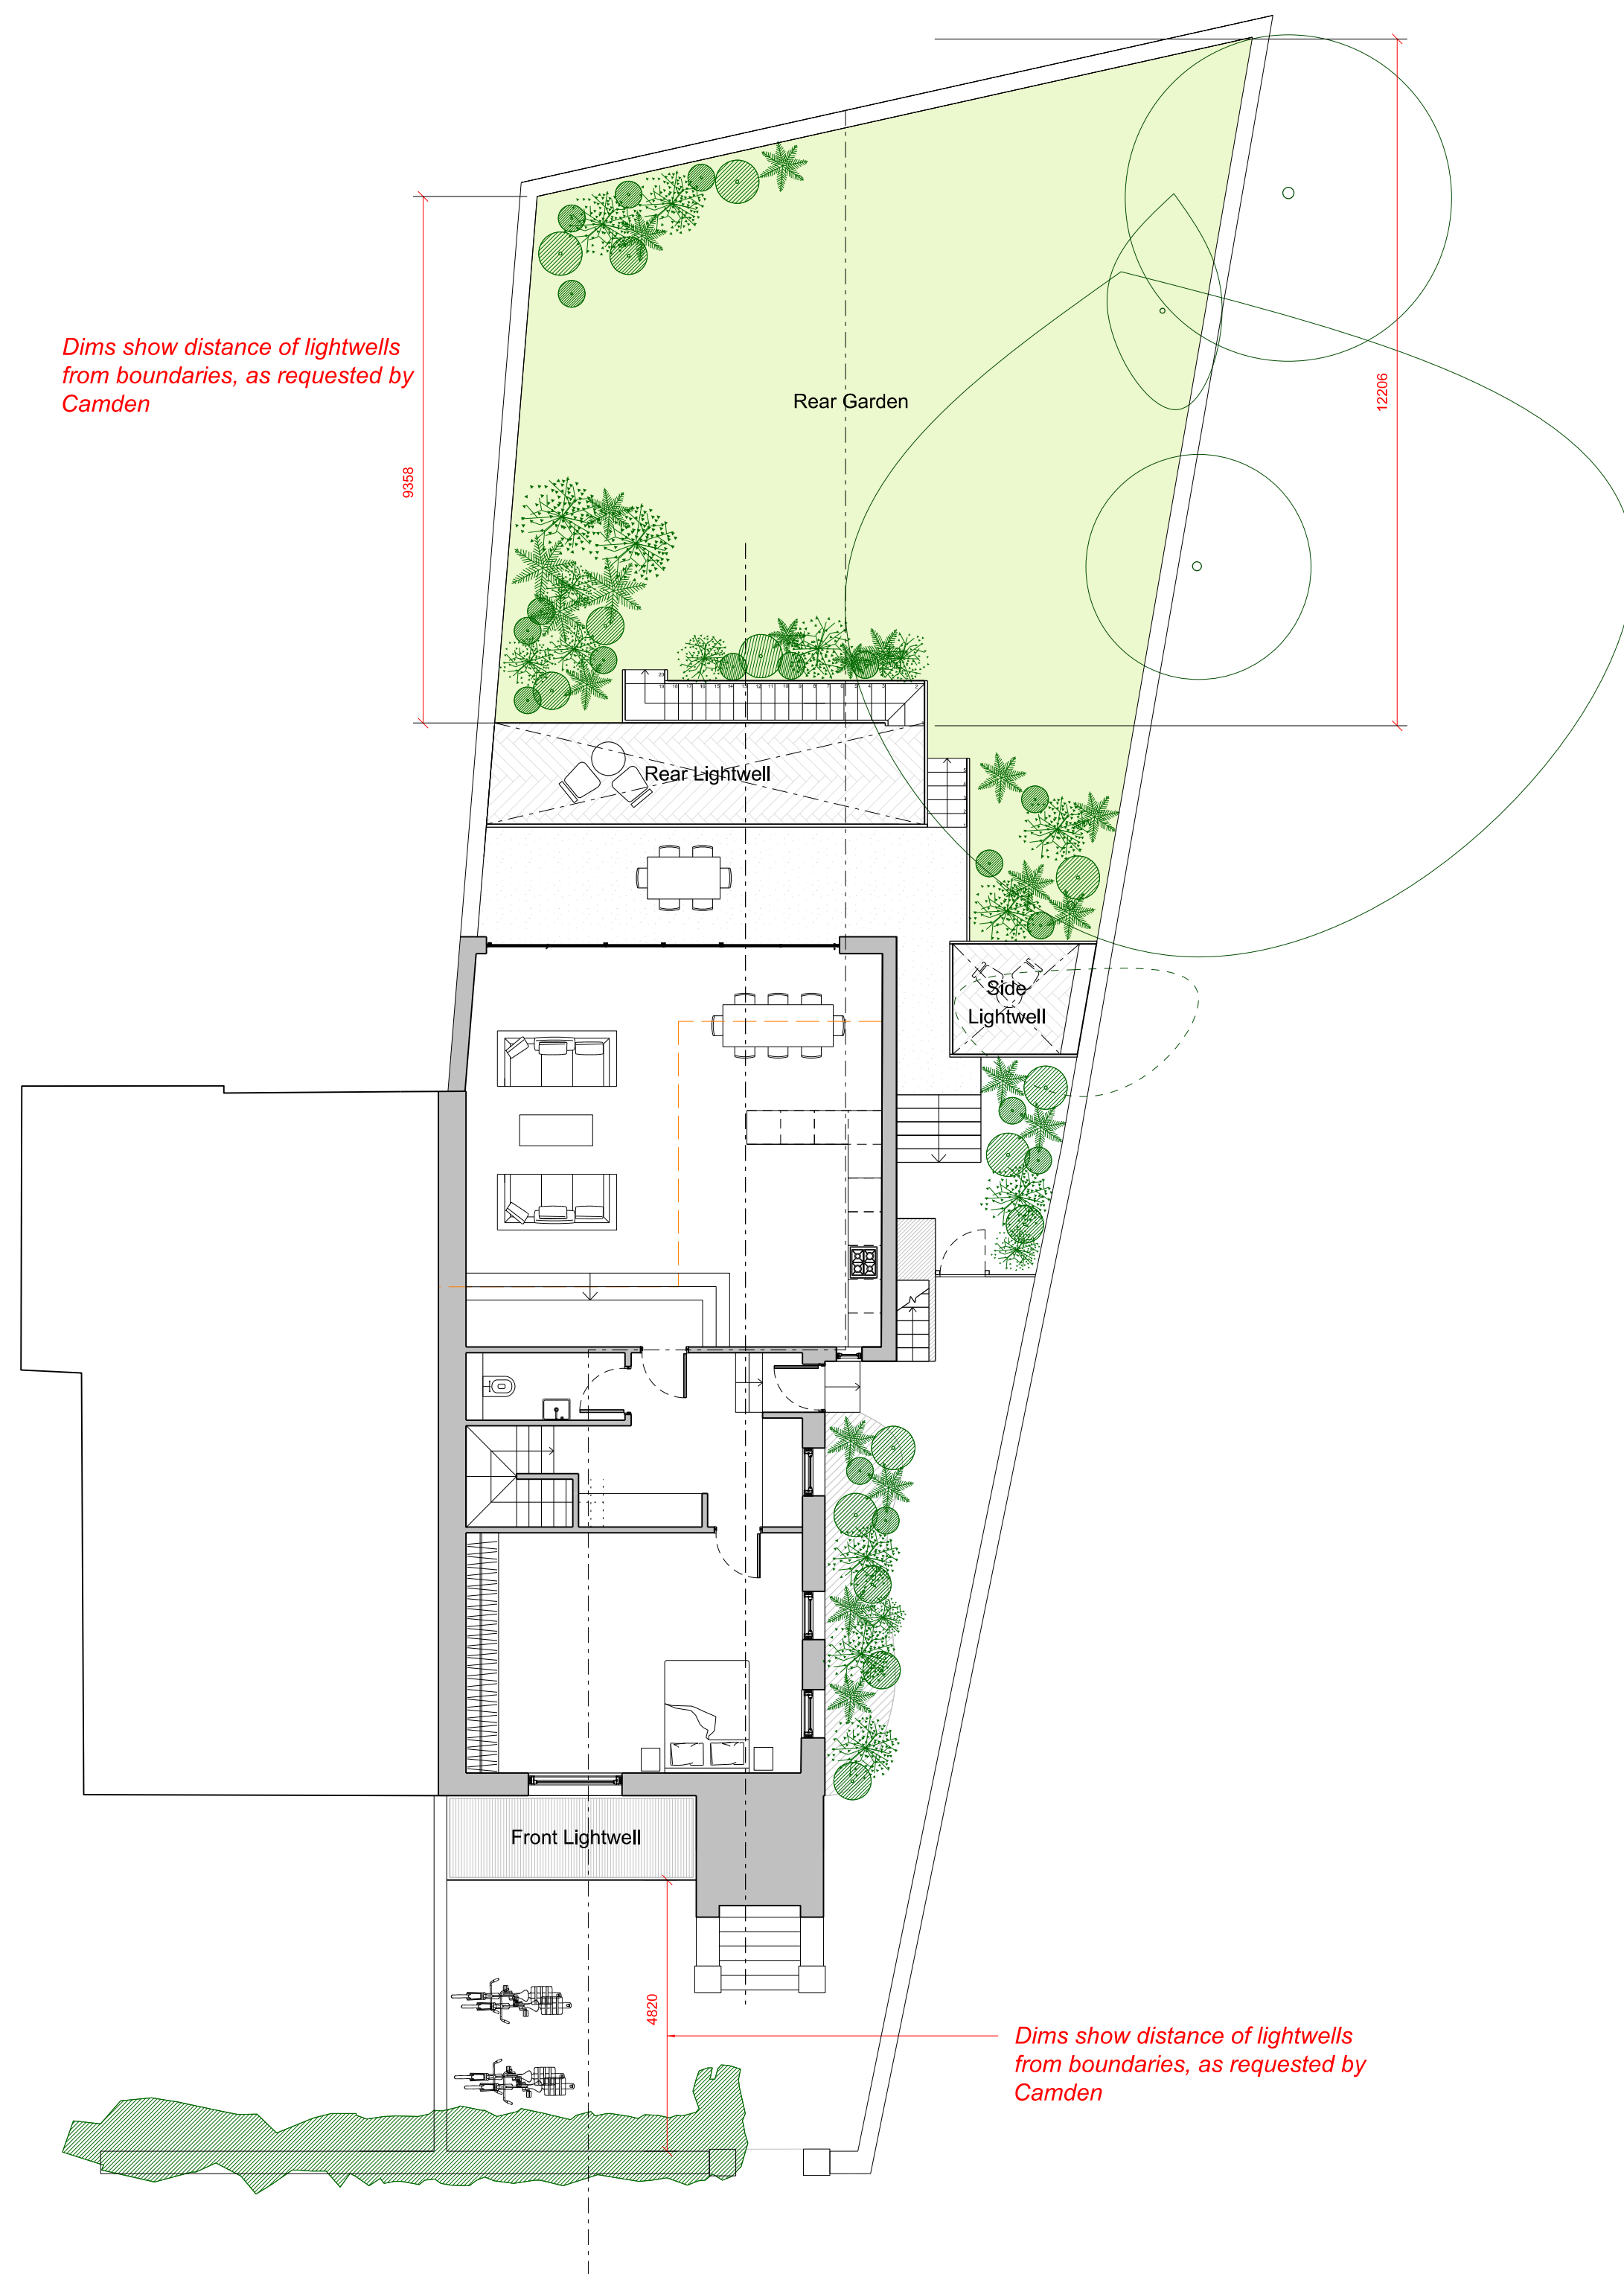 Dims show distance of lightwells
from boundaries, as requested by
Camden
Rear Garden
12206
9358
Rear Lightwell
Side
Lightwell
Front Lightwell
4820
Dims show distance of lightwells
from boundaries, as requested by
Camden